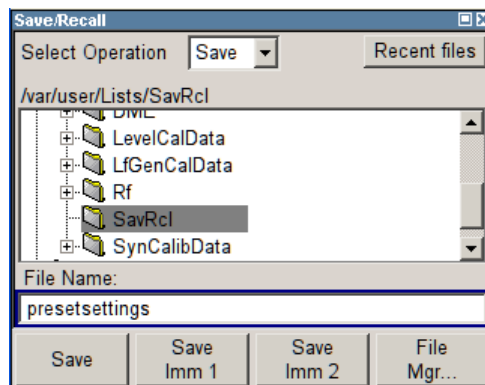 Save/Recall
Select Operation Save Recent files
/var/user/Lists/SavRcl
DME
LevelCalData
LfGenCalData
Rf
SavRcl
SynCalibData
File Name:
presetsettings
Save Save Imm 1 Save Imm 2 File Mgr...